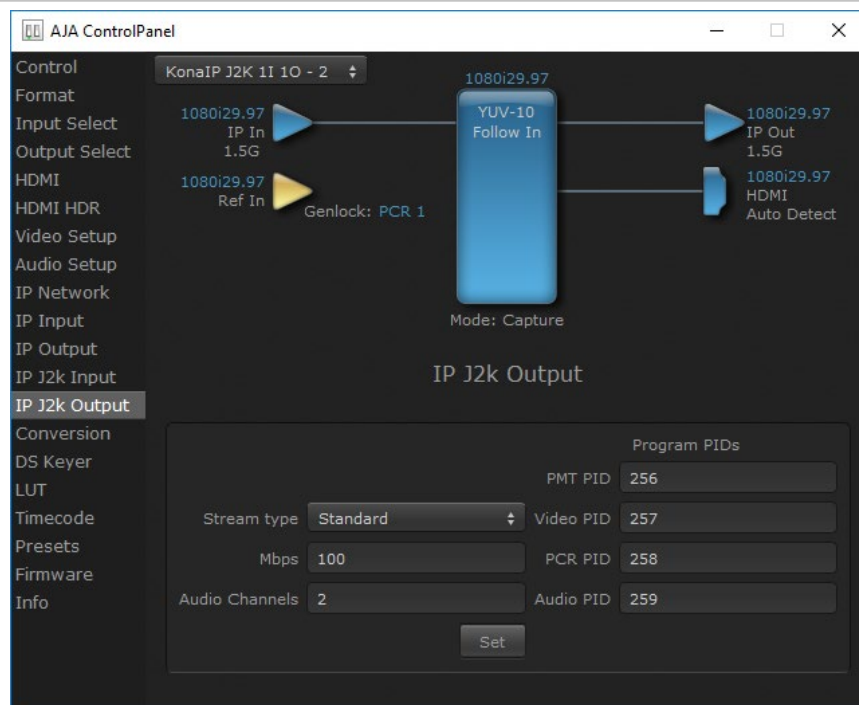 AJA ControlPanel
Control
Format
Input Select
Output Select
HDMI
HDMI HDR
Video Setup
Audio Setup
IP Network
IP Input
IP Output
IP J2k Input
IP J2k Output
Conversion
DS Keyer
LUT
Timecode
Presets
Firmware
Info
KonaIP J2K 1I 1O - 2
1080i29.97
1080i29.97
IP In
1.5G
YUV-10
Follow In
1080i29.97
IP Out
1.5G
1080i29.97
Ref In
Genlock: PCR 1
1080i29.97
HDMI
Auto Detect
Mode: Capture
IP J2k Output
Program PIDs
PMT PID 256
Stream type Standard Video PID 257
Mbps 100 PCR PID 258
Audio Channels 2 Audio PID 259
Set